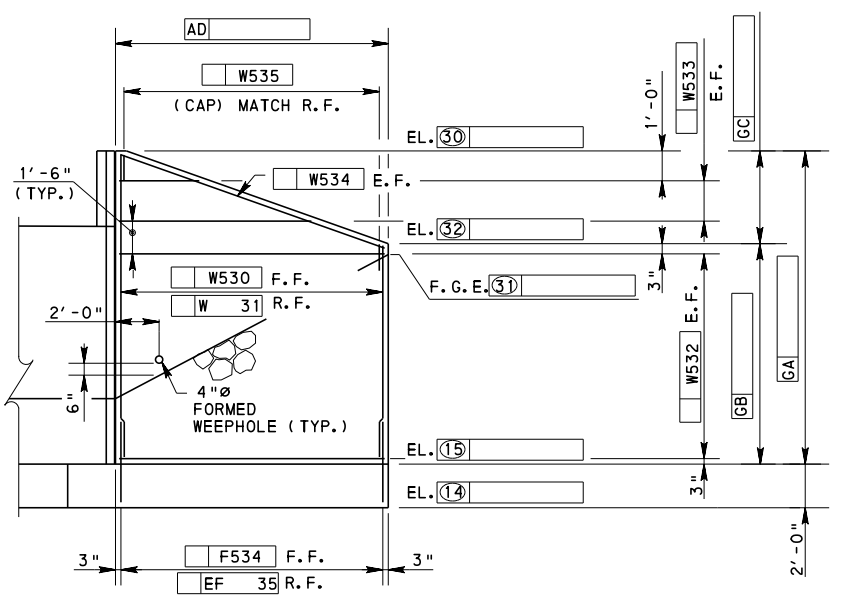 AD
W535
(CAP) MATCH R.F.
1'-0"
W533
E.F.
GC
EL. 30
1'-6"
(TYP.)
W534 E.F.
EL. 32
W530 F.F.
W 31 R.F.
F.G.E. 31
3"
E.F.
W532
GB
GA
2'-0"
6"
4"Ø
FORMED
WEEPHOLE (TYP.)
EL. 15
EL. 14
3"
2'-0"
3"
F534 F.F.
3"
EF 35 R.F.